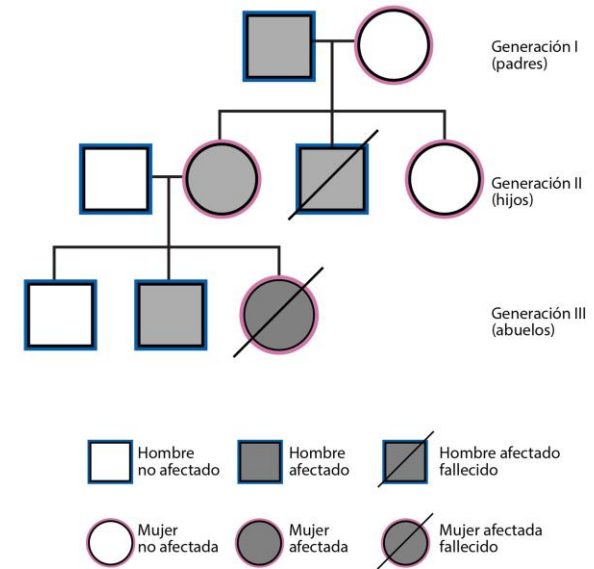 Generación I
(padres)
Generación II
(hijos)
Generación III
(abuelos)
Hombre
no afectado
Hombre
afectado
Hombre afectado
fallecido
Mujer
no afectada
Mujer
afectada
Mujer afectada
fallecido